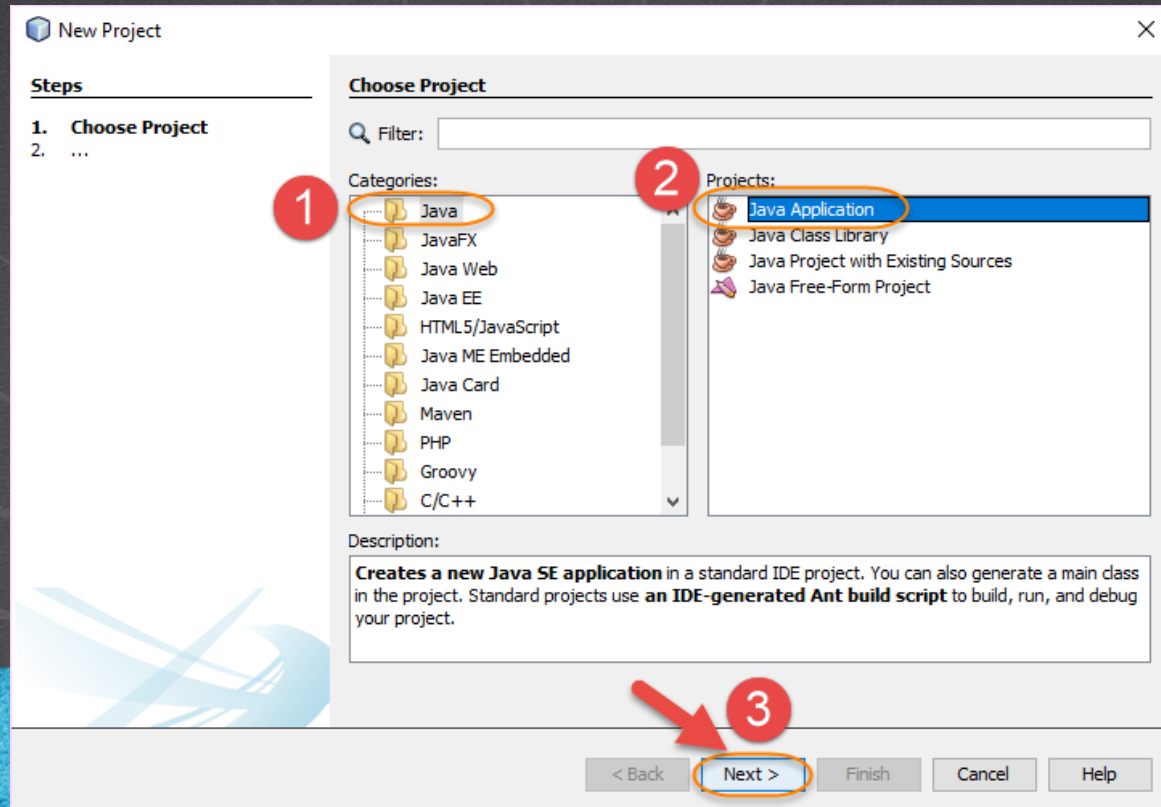 New Project
Steps
1. Choose Project
2. ...
Choose Project
Filter:
Categories:
1
Java
JavaFX
Java Web
Java EE
HTML5/JavaScript
Java ME Embedded
Java Card
Maven
PHP
Groovy
C/C++
2
Projects:
Java Application
Java Class Library
Java Project with Existing Sources
Java Free-Form Project
Description:
Creates a new Java SE application in a standard IDE project. You can also generate a main class
in the project. Standard projects use an IDE-generated Ant build script to build, run, and debug
your project.
3
< Back Next > Finish Cancel Help